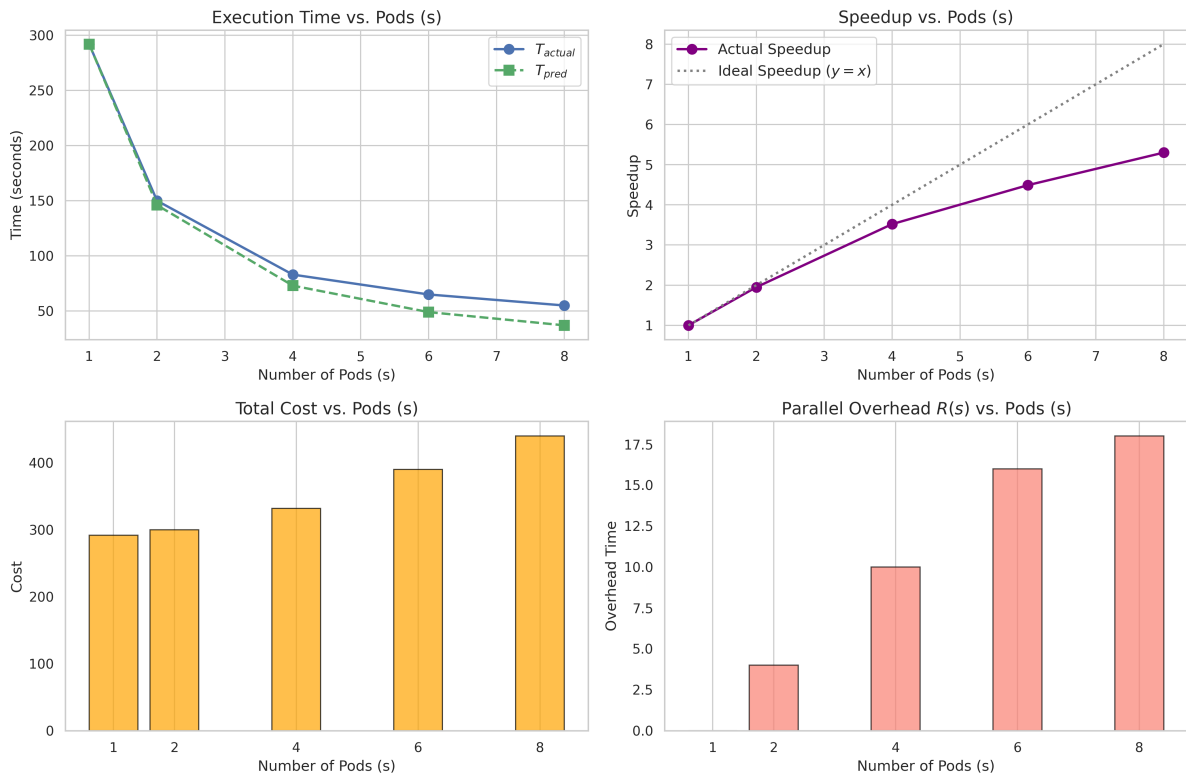 Execution Time vs. Pods (s)
Time (seconds)
300
250
200
150
100
50
T_actual
T_pred
1 2 3 4 5 6 7 8
Number of Pods (s)
Speedup vs. Pods (s)
Speedup
8
7
6
5
4
3
2
1
Actual Speedup
Ideal Speedup (y = x)
1 2 3 4 5 6 7 8
Number of Pods (s)
Total Cost vs. Pods (s)
Cost
400
300
200
100
0
1 2 4 6 8
Number of Pods (s)
Parallel Overhead R(s) vs. Pods (s)
Overhead Time
17.5
15.0
12.5
10.0
7.5
5.0
2.5
0.0
1 2 4 6 8
Number of Pods (s)